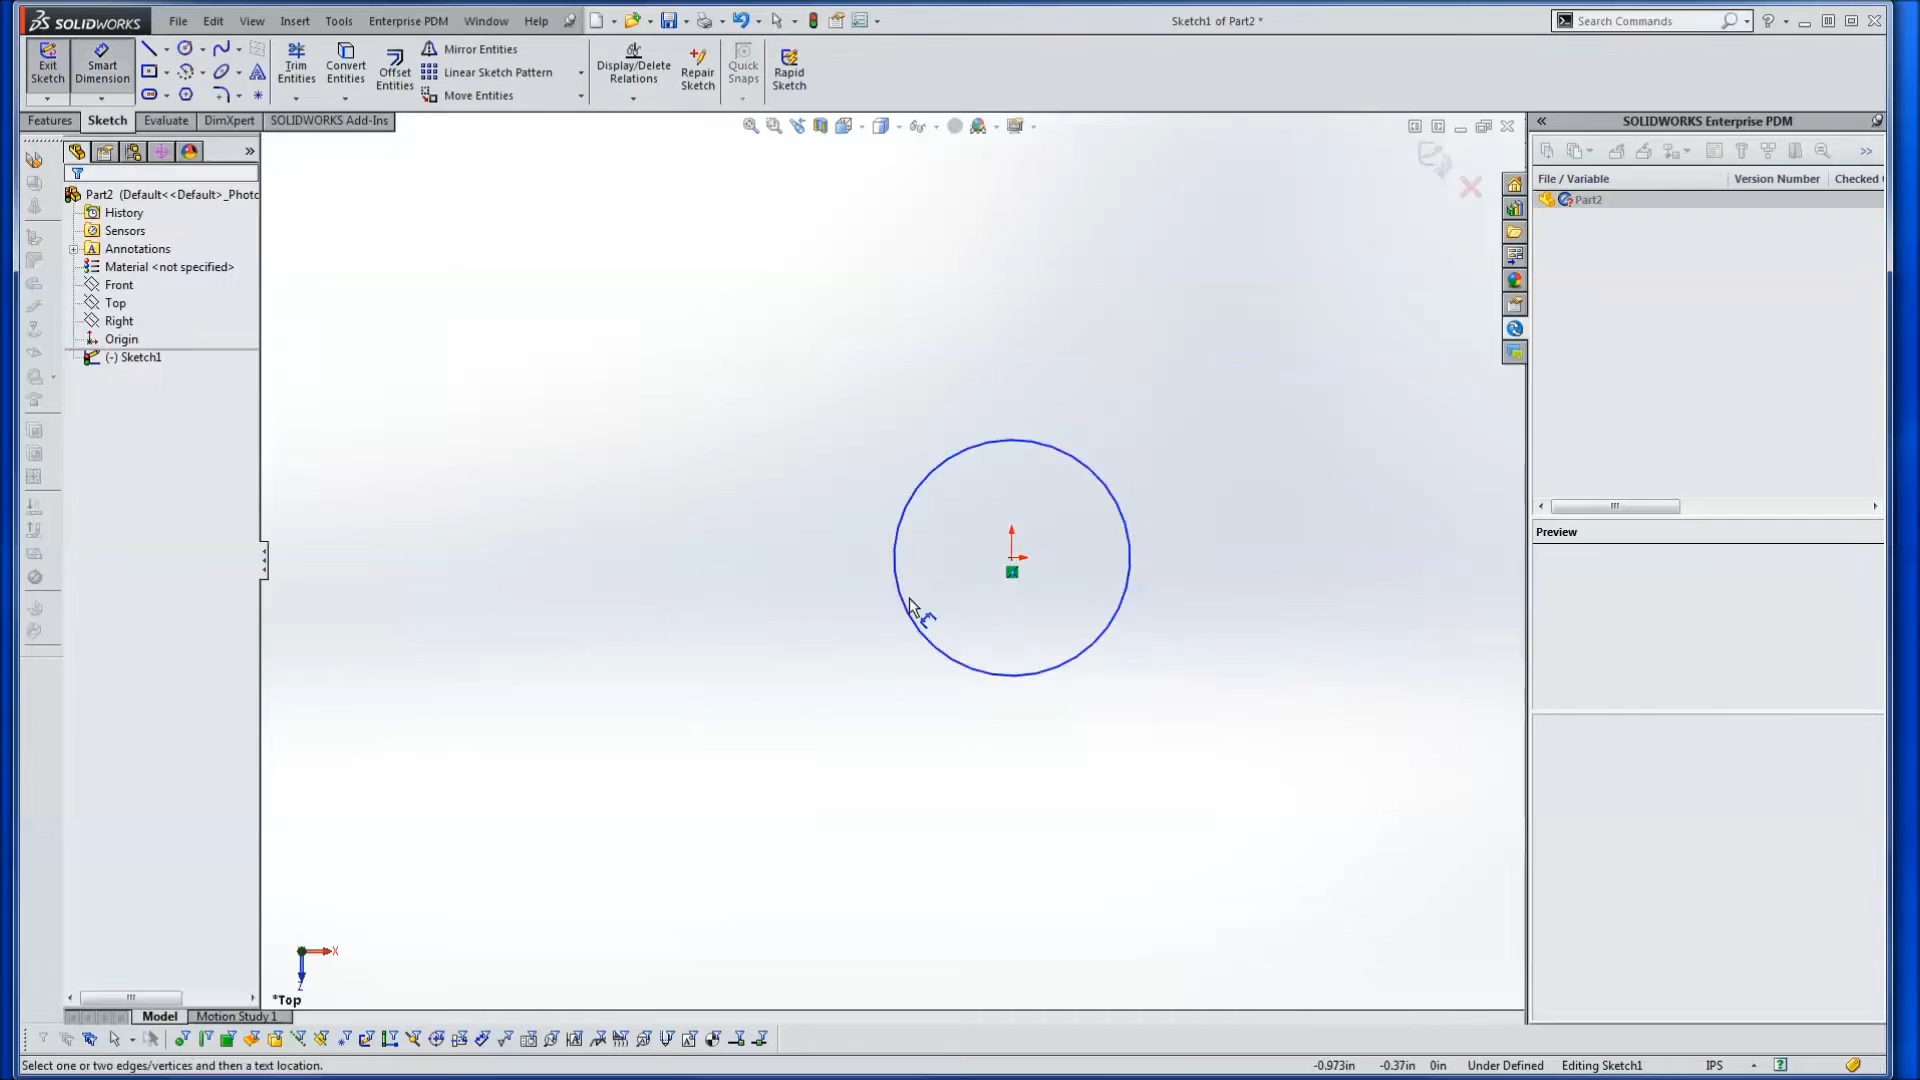 SOLIDWORKS File Edit View Insert Tools Enterprise PDM Window Help Sketch1 of Part2 * Search Commands ?
Exit Sketch
Smart Dimension
Trim Entities
Convert Entities
Offset Entities
Mirror Entities
Linear Sketch Pattern
Move Entities
Display/Delete Relations
Repair Sketch
Quick Snaps
Rapid Sketch
Features Sketch Evaluate DimXpert SOLIDWORKS Add-Ins
Part2 (Default<<Default>_Photo
History
Sensors
Annotations
Material <not specified>
Front
Top
Right
Origin
(-) Sketch1
SOLIDWORKS Enterprise PDM
File / Variable Version Number Checked
Part2
Preview
X
Z
*Top
Model Motion Study 1
Select one or two edges/vertices and then a text location. -0.973in -0.37in 0in Under Defined Editing Sketch1 IPS